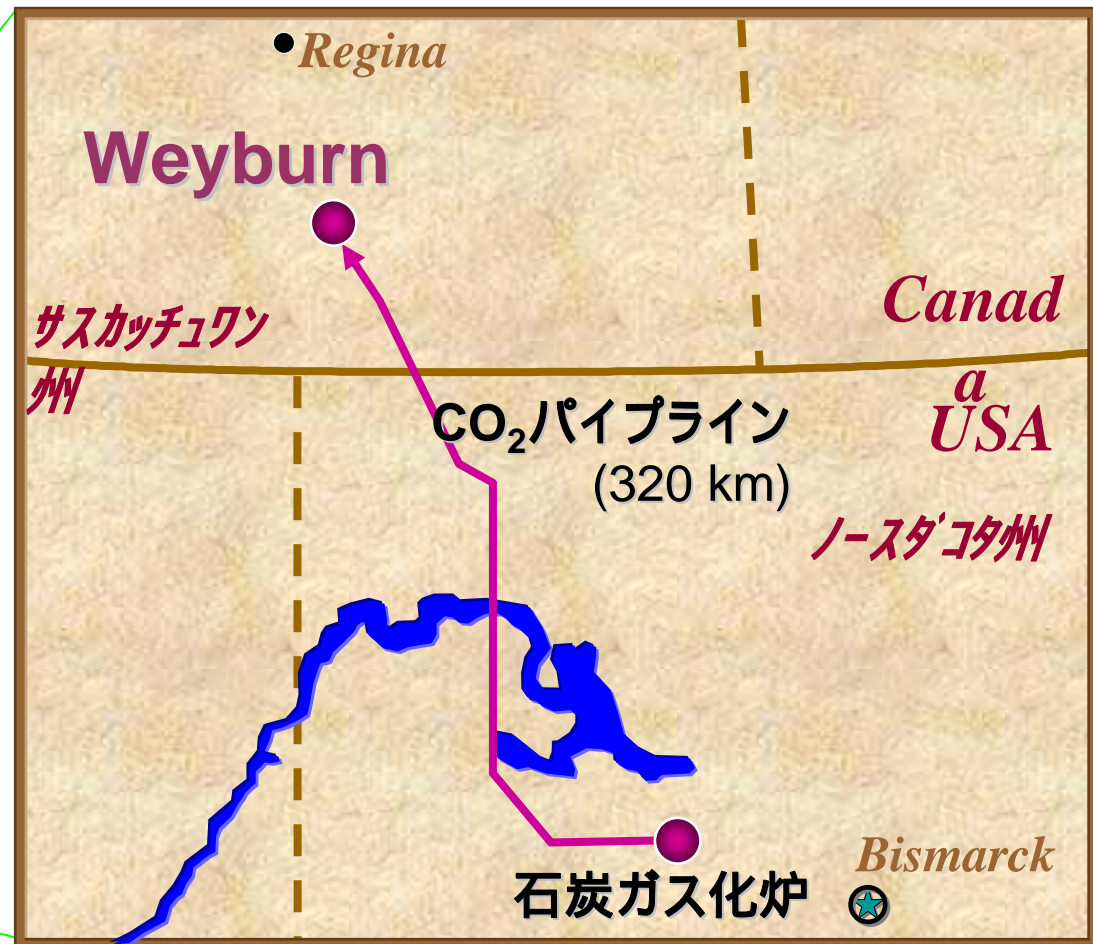 Regina
Weyburn
Canad
a
サスカッチュワン
州
CO₂パイプライン
(320 km)
USA
ノースダコタ州
Bismarck
石炭ガス化炉